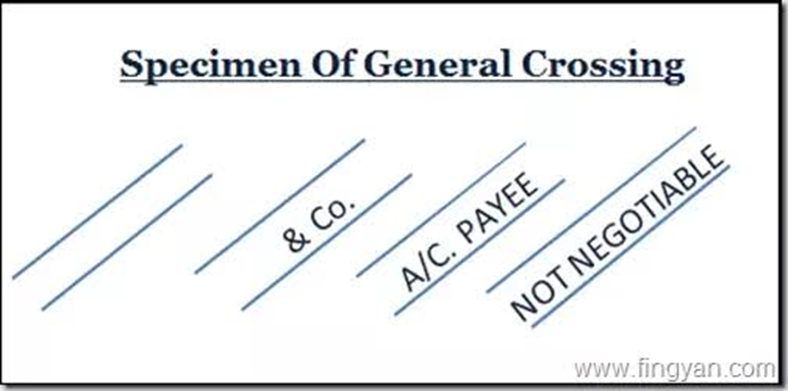 Specimen Of General Crossing
& Co.
A/C. PAYEE
NOT NEGOTIABLE
www.fingyan.com